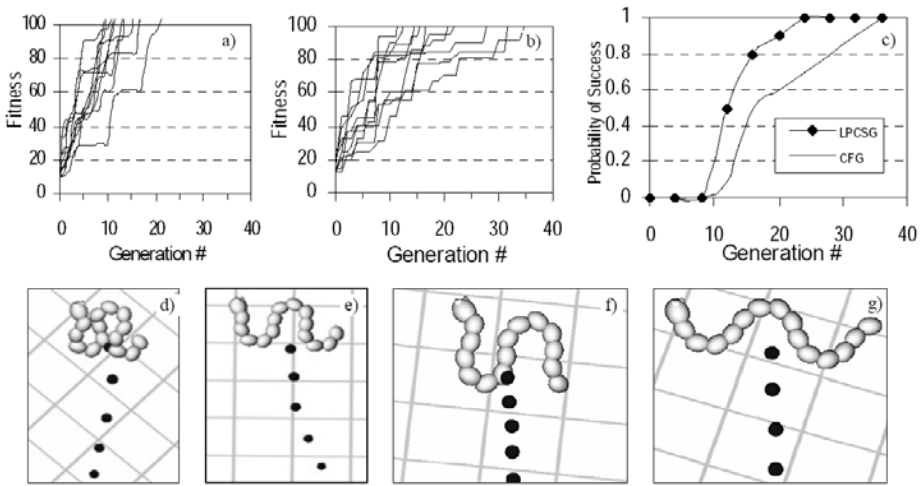 a)
Fitness
100
80
60
40
20
0
0 10 20 30 40
Generation #
b)
Fitness
100
80
60
40
20
0
0 10 20 30 40
Generation #
c)
Probability of Success
1
0.8
0.6
0.4
0.2
0
LPCSG
CFG
0 10 20 30 40
Generation #
d)
e)
f)
g)